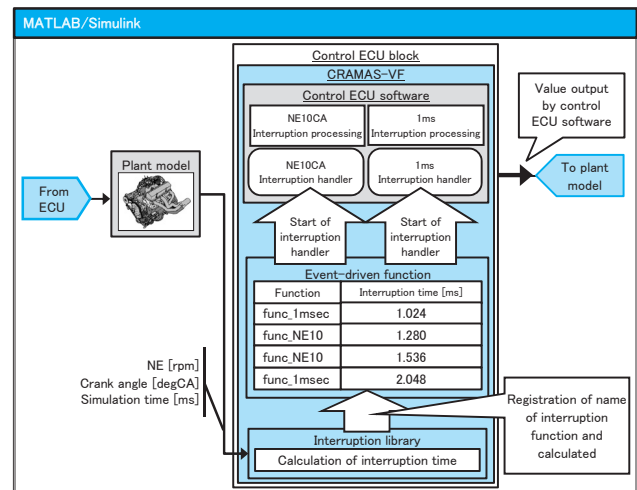 MATLAB/Simulink
Control ECU block
CRAMAS-VF
Control ECU software
NE10CA
Interruption processing
1ms
Interruption processing
NE10CA
Interruption handler
1ms
Interruption handler
Value output
by control
ECU software
From
ECU
Plant model
To plant
model
Start of
interruption
handler
Start of
interruption
handler
Event-driven function
Function Interruption time [ms]
func_1msec 1.024
func_NE10 1.280
func_NE10 1.536
func_1msec 2.048
NE [rpm]
Crank angle [degCA]
Simulation time [ms]
Registration of name
of interruption
function and
calculated
Interruption library
Calculation of interruption time